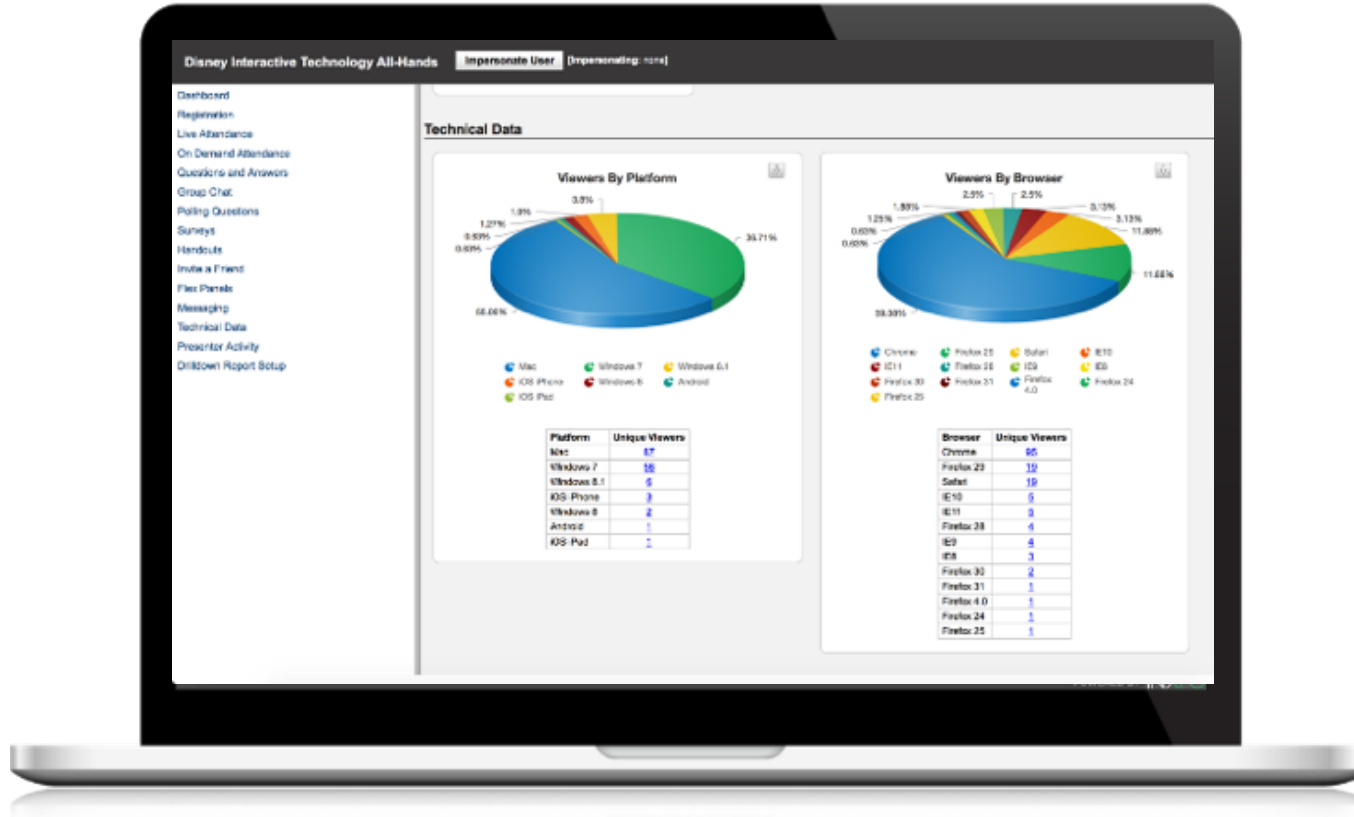 Disney Interactive Technology All-Hands Impersonate User [Impersonating: none]
Dashboard
Registration
Live Attendance
On Demand Attendance
Questions and Answers
Group Chat
Polling Questions
Surveys
Handouts
Invite a Friend
Flex Panels
Messaging
Technical Data
Presenter Activity
Drilldown Report Setup
Technical Data
Viewers By Platform
3.8%
1.9%
1.27%
0.63%
0.63%
36.71%
Mac Windows 7 Windows 8.1
iOS iPhone Windows 8 Android
iOS iPad
Platform Unique Viewers
Mac 87
Windows 7 58
Windows 8.1 6
iOS iPhone 3
Windows 8 2
Android 1
iOS iPad 1
Viewers By Browser
2.5% 2.5%
1.88% 3.13%
1.25% 3.13%
0.63% 11.88%
0.63%
11.88%
59.38%
Chrome Firefox 29 Safari IE10
IE11 Firefox 28 IE9 IE8
Firefox 30 Firefox 31 Firefox 4.0 Firefox 24
Firefox 25
Browser Unique Viewers
Chrome 95
Firefox 29 19
Safari 19
IE10 5
IE11 5
Firefox 28 4
IE9 4
IE8 3
Firefox 30 2
Firefox 31 1
Firefox 4.0 1
Firefox 24 1
Firefox 25 1